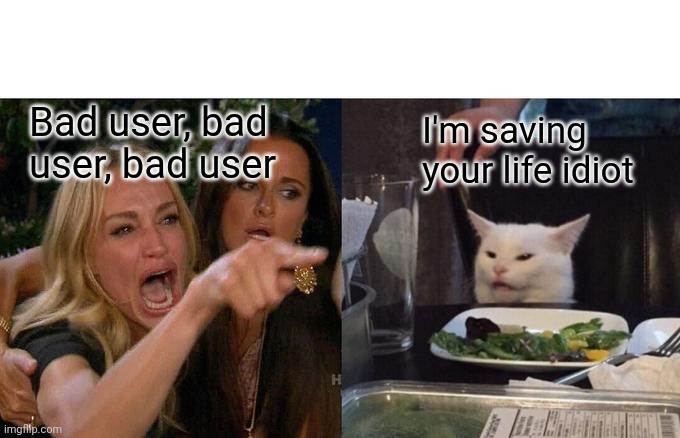 Bad user, bad
user, bad user
I'm saving
your life idiot
imgflip.com